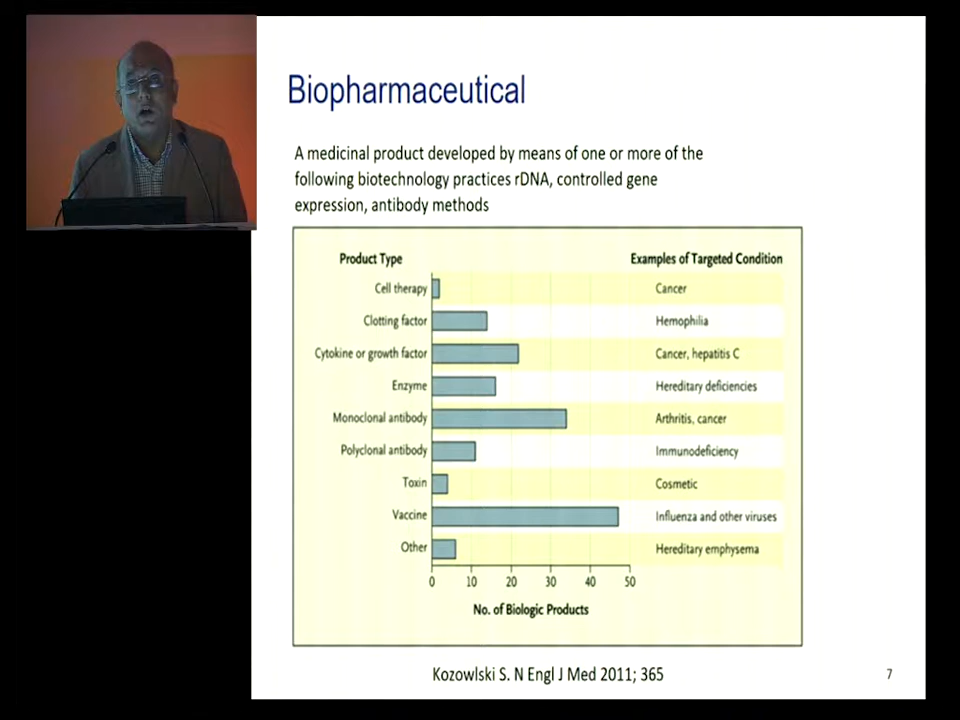 Biopharmaceutical
A medicinal product developed by means of one or more of the
following biotechnology practices rDNA, controlled gene
expression, antibody methods
Product Type Examples of Targeted Condition
Cell therapy Cancer
Clotting factor Hemophilia
Cytokine or growth factor Cancer, hepatitis C
Enzyme Hereditary deficiencies
Monoclonal antibody Arthritis, cancer
Polyclonal antibody Immunodeficiency
Toxin Cosmetic
Vaccine Influenza and other viruses
Other Hereditary emphysema
0 10 20 30 40 50
No. of Biologic Products
Kozowlski S. N Engl J Med 2011; 365
7